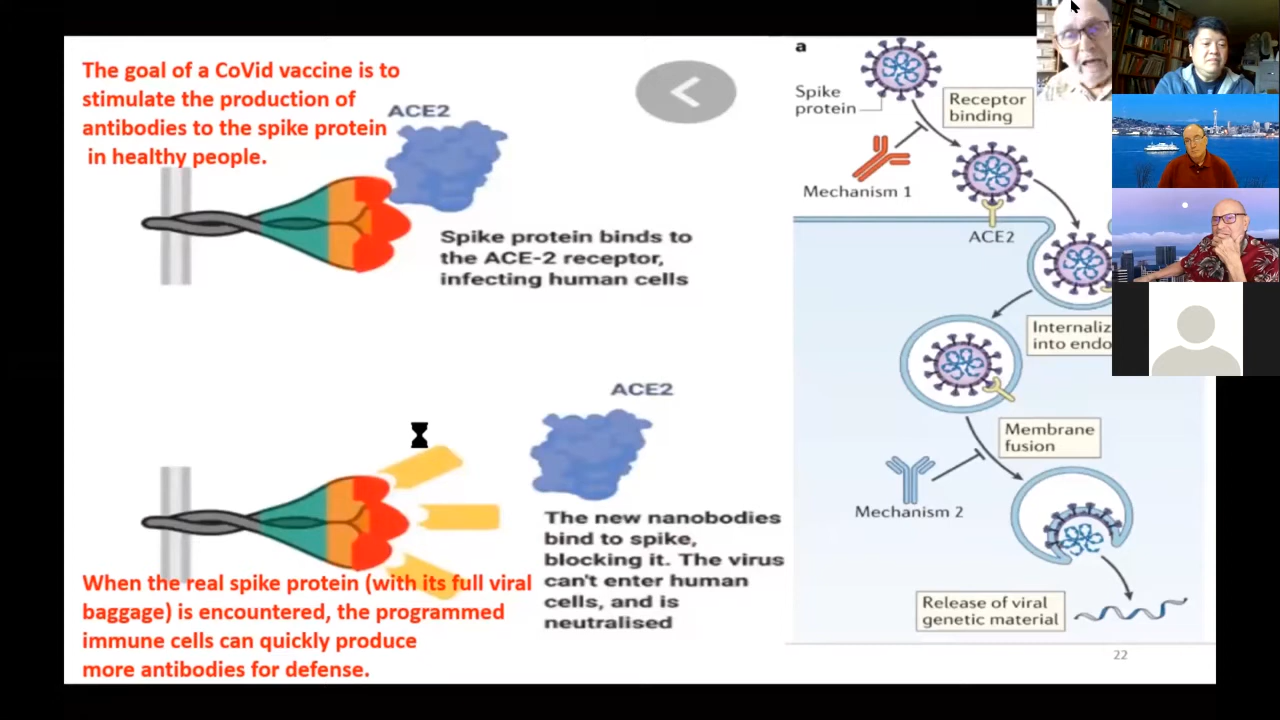 The goal of a CoVid vaccine is to
stimulate the production of
antibodies to the spike protein
in healthy people.
ACE2
Spike protein binds to
the ACE-2 receptor,
infecting human cells
ACE2
The new nanobodies
bind to spike,
blocking it. The virus
can't enter human
cells, and is
neutralised
When the real spike protein (with its full viral
baggage) is encountered, the programmed
immune cells can quickly produce
more antibodies for defense.
a
Spike
protein
Receptor
binding
Mechanism 1
ACE2
Internaliz
into endo
Membrane
fusion
Mechanism 2
Release of viral
genetic material
22